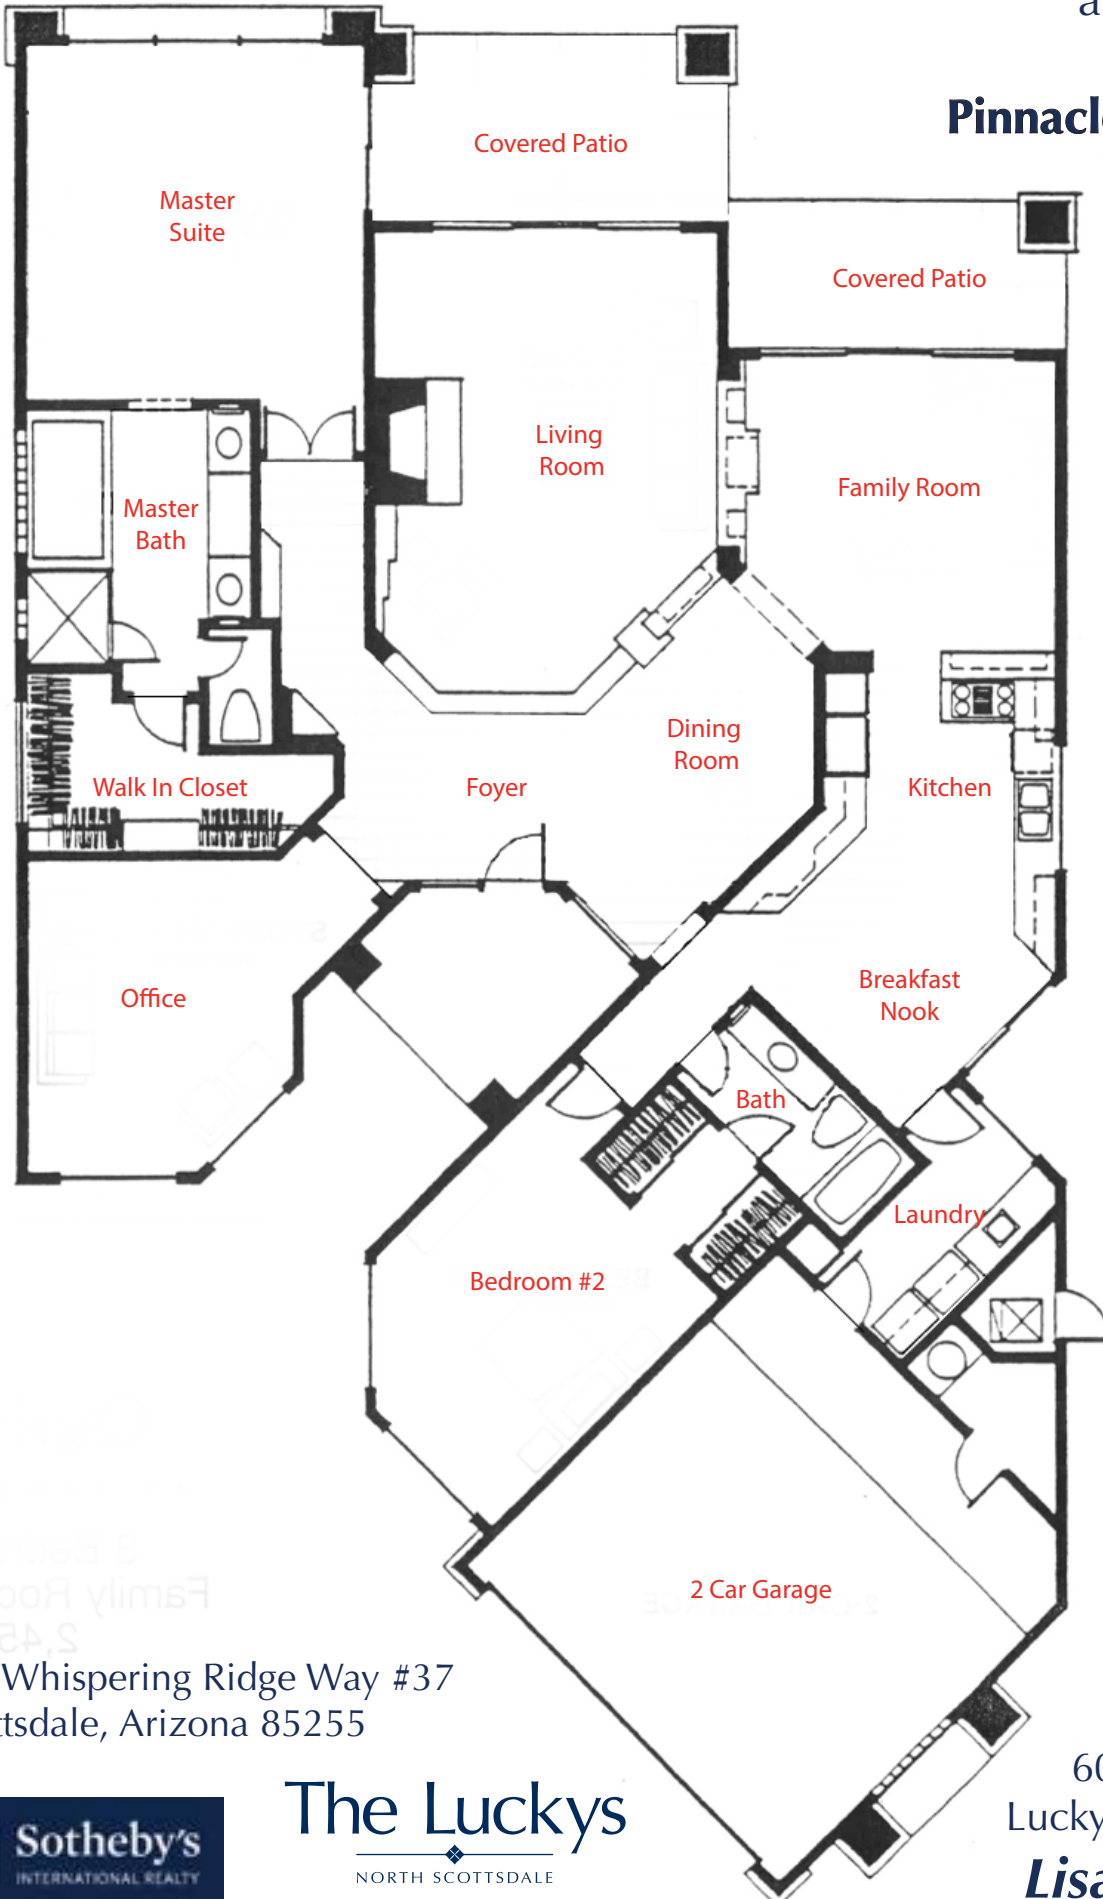 a
Pinnacle
Covered Patio
Master
Suite
Covered Patio
Living
Room
Family Room
Master
Bath
Dining
Room
Walk In Closet
Foyer
Kitchen
Office
Breakfast
Nook
Bath
Laundry
Bedroom #2
2 Car Garage
Whispering Ridge Way #37
ttsdale, Arizona 85255
Sotheby's
INTERNATIONAL REALTY
The Luckys
NORTH SCOTTSDALE
60
Lucky
Lisa